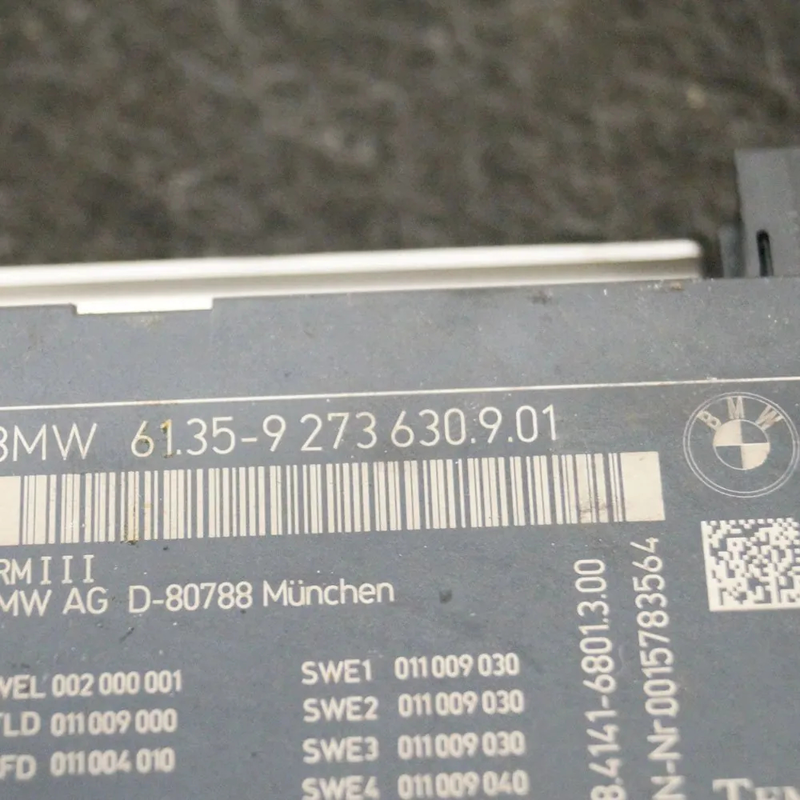 BMW 61.35-9 273 630.9.01
BMW
RM III
MW AG D-80788 München
WEL 002 000 001
TLD 011 009 000
FD 011 004 010
SWE1 011 009 030
SWE2 011 009 030
SWE3 011 009 030
SWE4 011 009 040
8.4141-6801.3.00
N-Nr 0015783564